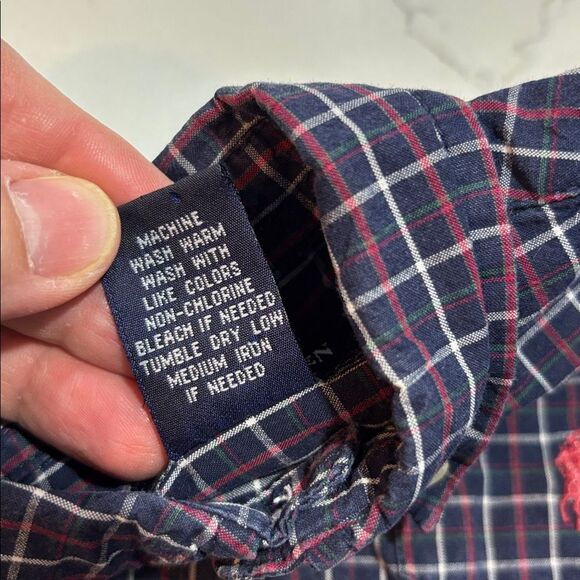 MACHINE
WASH WARM
WASH WITH
LIKE COLORS
NON-CHLORINE
BLEACH IF NEEDED
TUMBLE DRY LOW
MEDIUM IRON
IF NEEDED